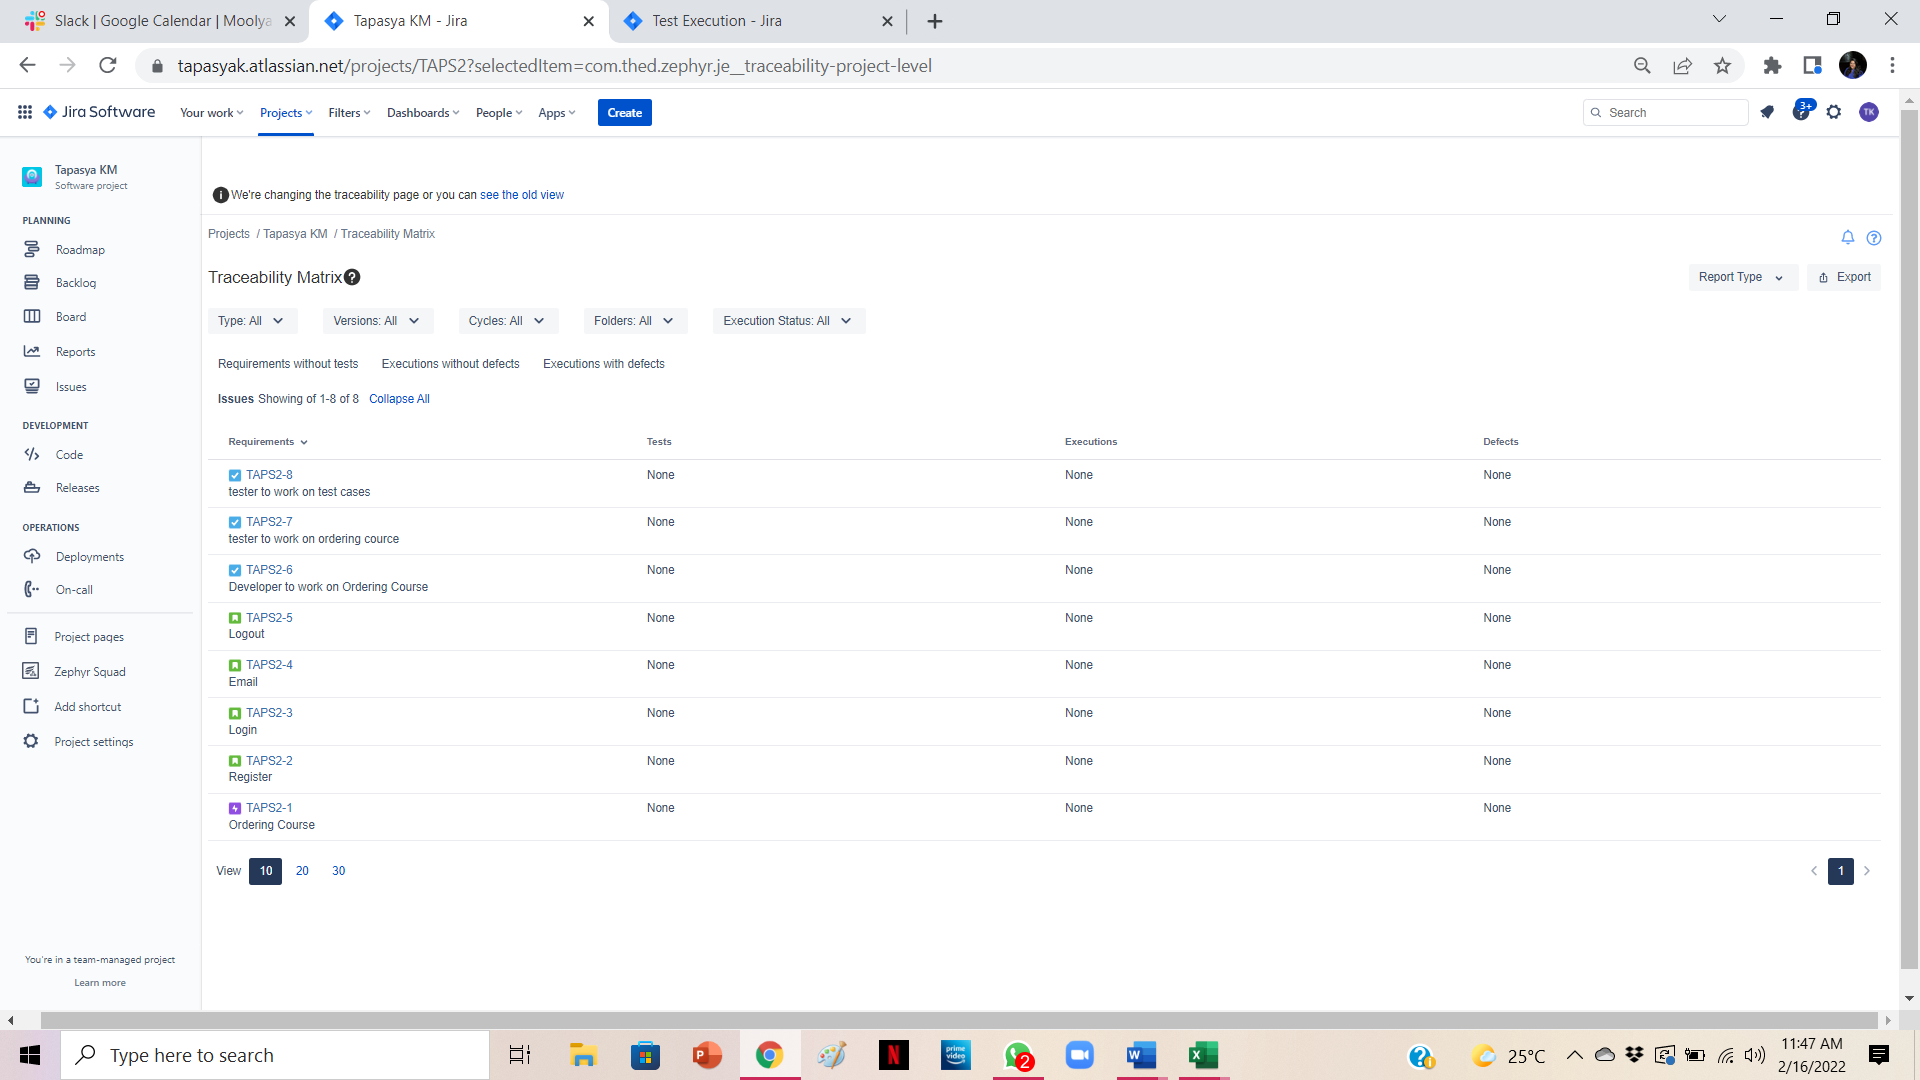 Slack | Google Calendar | Moolya
Tapasya KM - Jira
Test Execution - Jira
tapasyak.atlassian.net/projects/TAPS2?selectedItem=com.thed.zephyr.je__traceability-project-level
Jira Software
Your work
Projects
Filters
Dashboards
People
Apps
Create
Search
3+
TK
Tapasya KM
Software project
PLANNING
Roadmap
Backlog
Board
Reports
Issues
DEVELOPMENT
Code
Releases
OPERATIONS
Deployments
On-call
Project pages
Zephyr Squad
Add shortcut
Project settings
You're in a team-managed project
Learn more
We're changing the traceability page or you can see the old view
Projects / Tapasya KM / Traceability Matrix
Traceability Matrix
Report Type
Export
Type: All
Versions: All
Cycles: All
Folders: All
Execution Status: All
Requirements without tests
Executions without defects
Executions with defects
Issues Showing of 1-8 of 8 Collapse All
Requirements Tests Executions Defects
TAPS2-8 None None None
tester to work on test cases
TAPS2-7 None None None
tester to work on ordering cource
TAPS2-6 None None None
Developer to work on Ordering Course
TAPS2-5 None None None
Logout
TAPS2-4 None None None
Email
TAPS2-3 None None None
Login
TAPS2-2 None None None
Register
TAPS2-1 None None None
Ordering Course
View 10 20 30
1
Type here to search
P
N
prime video
2
W
X
25°C
11:47 AM
2/16/2022